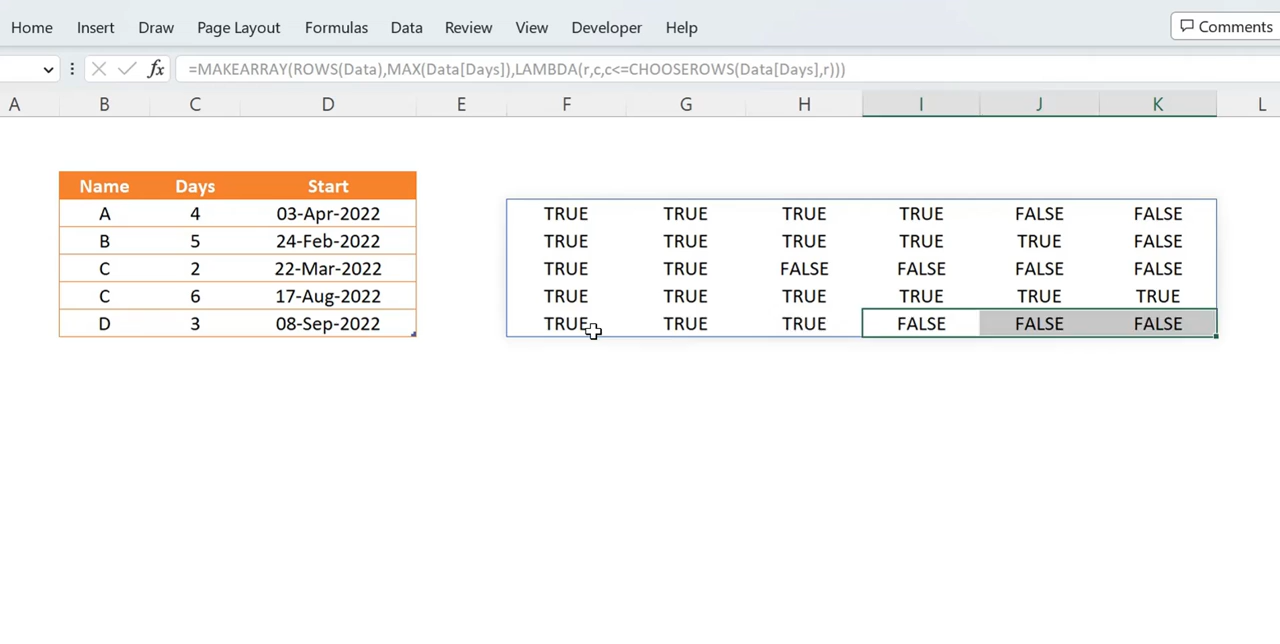 Home Insert Draw Page Layout Formulas Data Review View Developer Help Comments
fx =MAKEARRAY(ROWS(Data),MAX(Data[Days]),LAMBDA(r,c,c<=CHOOSEROWS(Data[Days],r)))
A B C D E F G H I J K L
Name Days Start
A 4 03-Apr-2022 TRUE TRUE TRUE TRUE FALSE FALSE
B 5 24-Feb-2022 TRUE TRUE TRUE TRUE TRUE FALSE
C 2 22-Mar-2022 TRUE TRUE FALSE FALSE FALSE FALSE
C 6 17-Aug-2022 TRUE TRUE TRUE TRUE TRUE TRUE
D 3 08-Sep-2022 TRUE TRUE TRUE FALSE FALSE FALSE